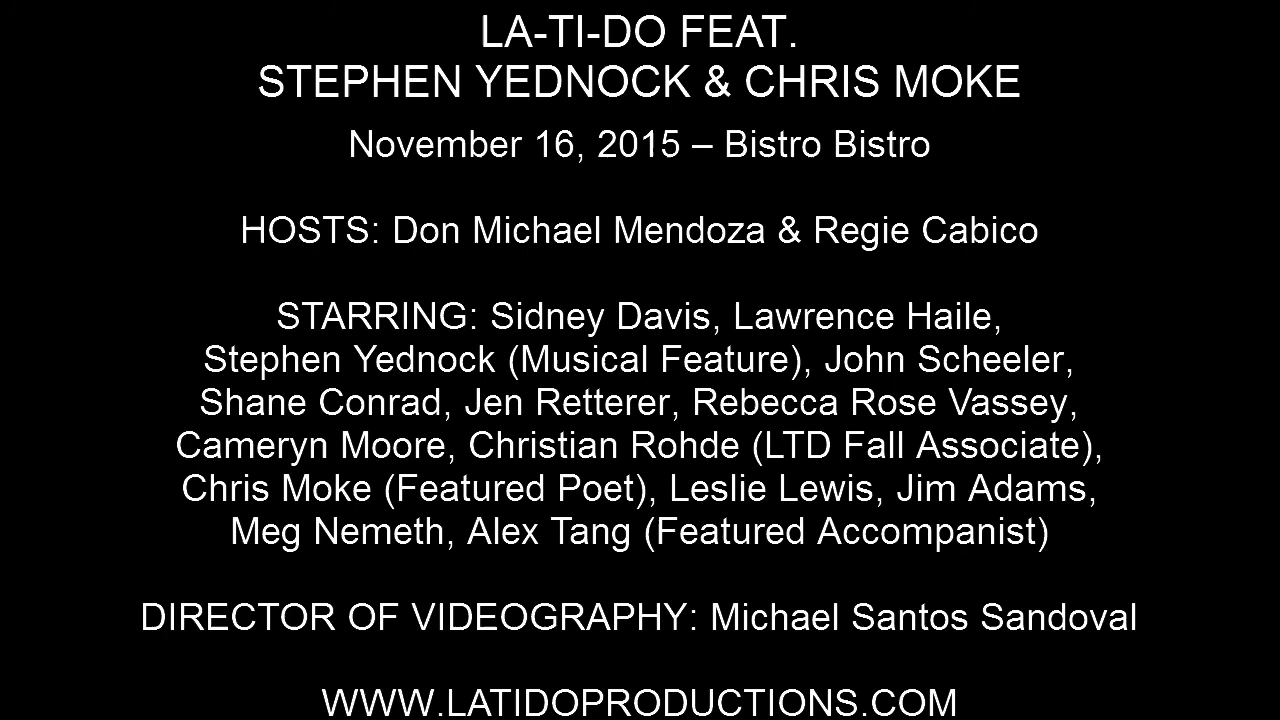 LA-TI-DO FEAT.
STEPHEN YEDNOCK & CHRIS MOKE
November 16, 2015 – Bistro Bistro
HOSTS: Don Michael Mendoza & Regie Cabico
STARRING: Sidney Davis, Lawrence Haile,
Stephen Yednock (Musical Feature), John Scheeler,
Shane Conrad, Jen Retterer, Rebecca Rose Vassey,
Cameryn Moore, Christian Rohde (LTD Fall Associate),
Chris Moke (Featured Poet), Leslie Lewis, Jim Adams,
Meg Nemeth, Alex Tang (Featured Accompanist)
DIRECTOR OF VIDEOGRAPHY: Michael Santos Sandoval
WWW.LATIDOPRODUCTIONS.COM